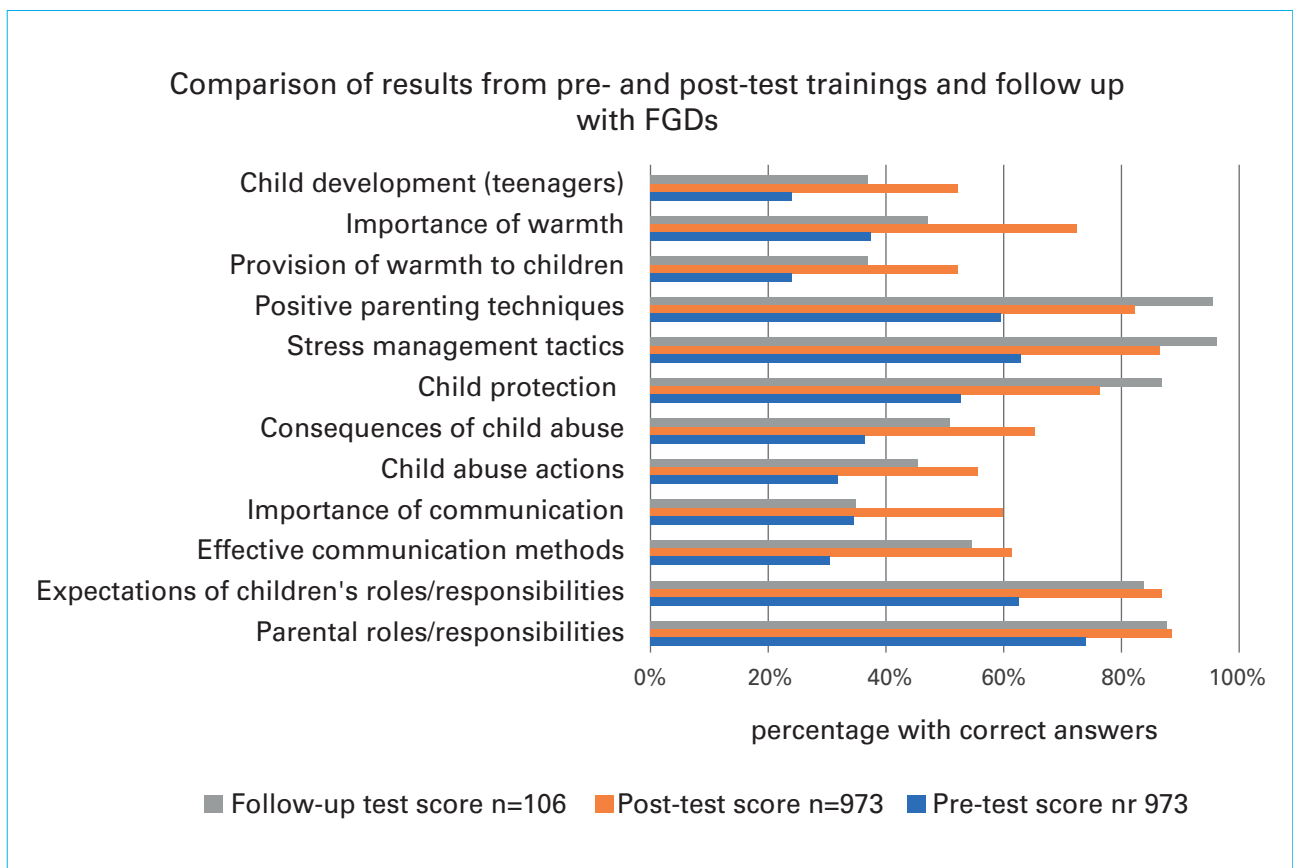 Comparison of results from pre- and post-test trainings and follow up
with FGDs
Child development (teenagers)
Importance of warmth
Provision of warmth to children
Positive parenting techniques
Stress management tactics
Child protection
Consequences of child abuse
Child abuse actions
Importance of communication
Effective communication methods
Expectations of children's roles/responsibilities
Parental roles/responsibilities
0% 20% 40% 60% 80% 100%
percentage with correct answers
Follow-up test score n=106 Post-test score n=973 Pre-test score nr 973